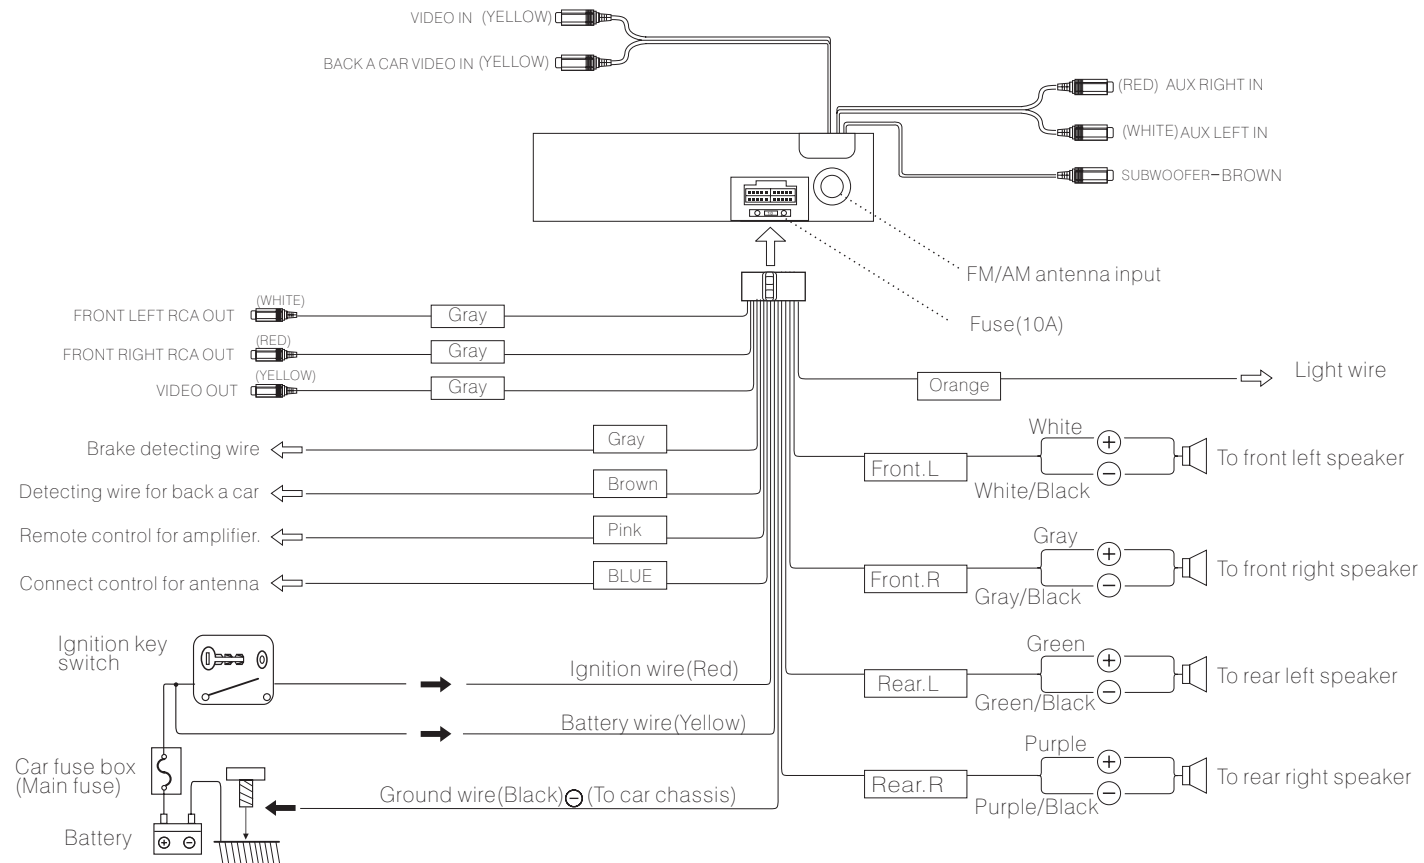 VIDEO IN (YELLOW)
BACK A CAR VIDEO IN (YELLOW)
(RED) AUX RIGHT IN
(WHITE) AUX LEFT IN
SUBWOOFER-BROWN
FM/AM antenna input
Fuse(10A)
(WHITE)
FRONT LEFT RCA OUT
Gray
(RED)
FRONT RIGHT RCA OUT
Gray
(YELLOW)
VIDEO OUT
Gray
Orange
Light wire
Brake detecting wire
Gray
Detecting wire for back a car
Brown
Remote control for amplifier.
Pink
Connect control for antenna
BLUE
White
Front.L
White/Black
To front left speaker
Gray
Front.R
Gray/Black
To front right speaker
Green
Rear.L
Green/Black
To rear left speaker
Purple
Rear.R
Purple/Black
To rear right speaker
Ignition key
switch
Ignition wire(Red)
Battery wire(Yellow)
Car fuse box
(Main fuse)
Ground wire(Black)⊖(To car chassis)
Battery